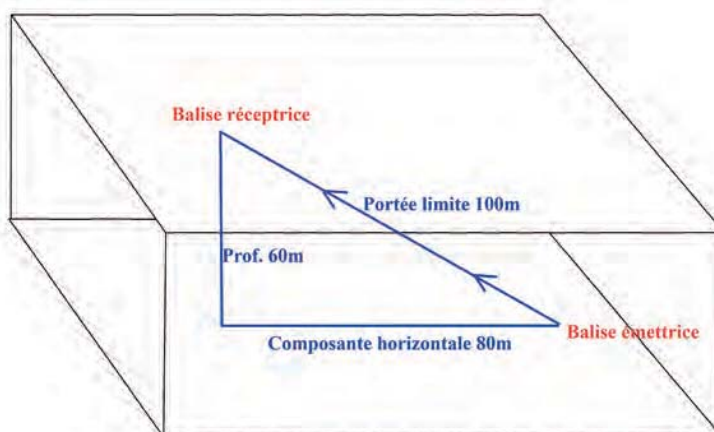 Balise réceptrice
Portée limite 100m
Prof. 60m
Balise émettrice
Composante horizontale 80m